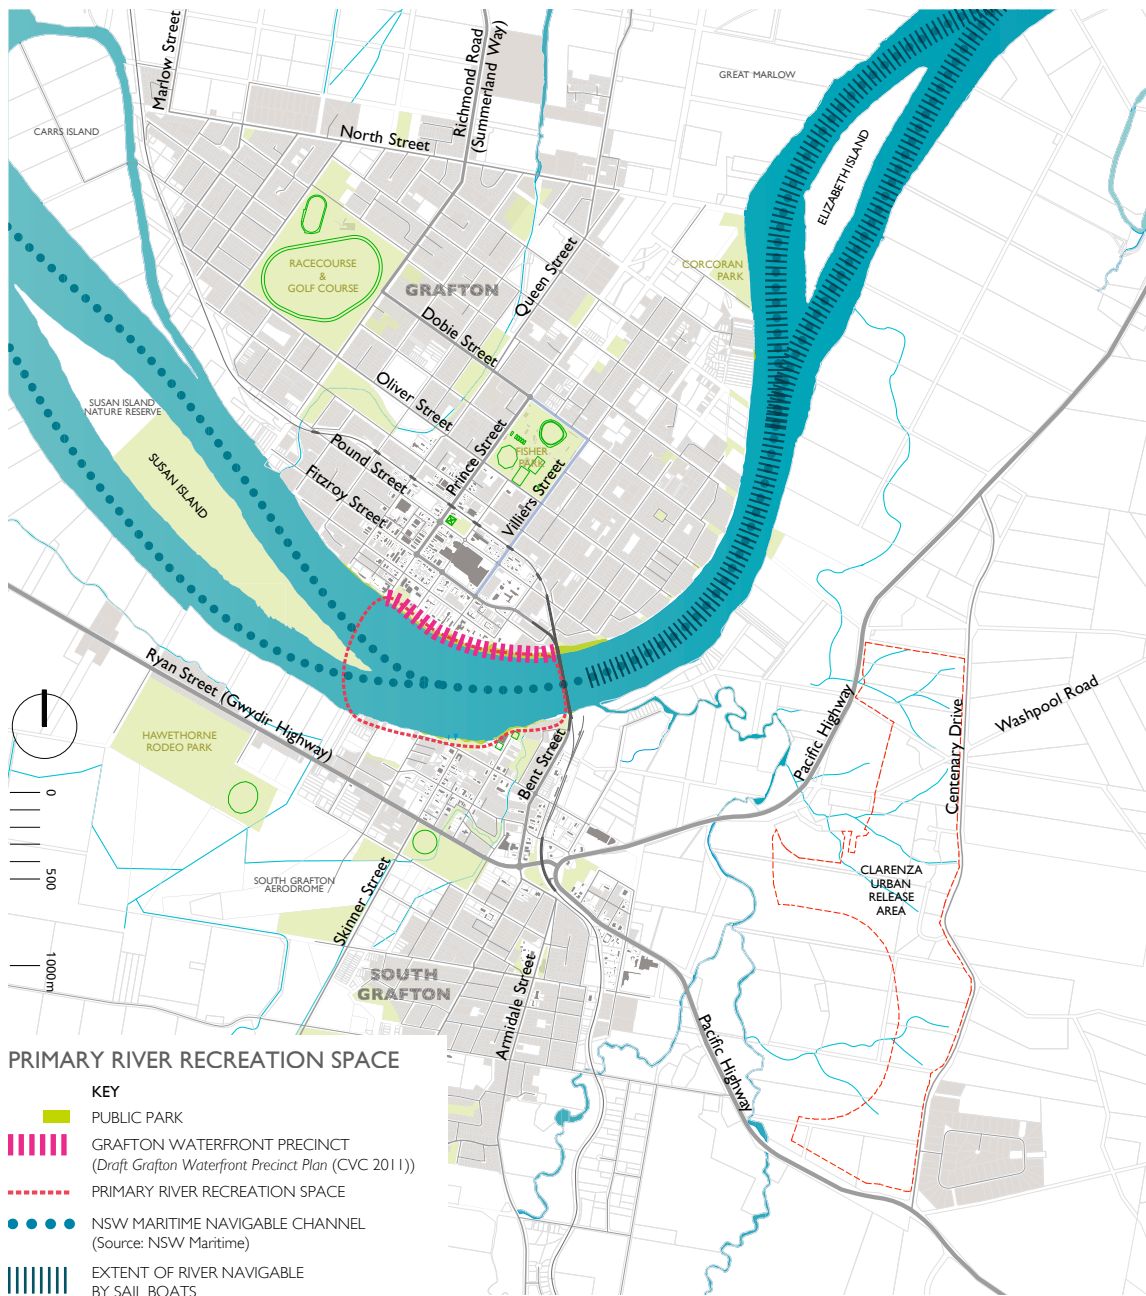 Marlow Street
Richmond Road
(Summerland Way)
GREAT MARLOW
CARRS ISLAND
North Street
ELIZABETH ISLAND
Queen Street
CORCORAN
PARK
RACECOURSE
&
GOLF COURSE
GRAFTON
Dobie Street
Oliver Street
SUSAN ISLAND
NATURE RESERVE
SUSAN ISLAND
Pound Street
Prince Street
FISHER
PARK
Fitzroy Street
Villiers Street
Ryan Street (Gwydir Highway)
HAWETHORNE
RODEO PARK
Bent Street
Pacific Highway
Centenary Drive
Washpool Road
0
500
1000m
CLARENZA
URBAN
RELEASE
AREA
SOUTH GRAFTON
AERODROME
Skinner Street
SOUTH
GRAFTON
Armidale Street
Pacific Highway
PRIMARY RIVER RECREATION SPACE
KEY
PUBLIC PARK
GRAFTON WATERFRONT PRECINCT
(Draft Grafton Waterfront Precinct Plan (CVC 2011))
PRIMARY RIVER RECREATION SPACE
NSW MARITIME NAVIGABLE CHANNEL
(Source: NSW Maritime)
EXTENT OF RIVER NAVIGABLE
BY SAIL BOATS